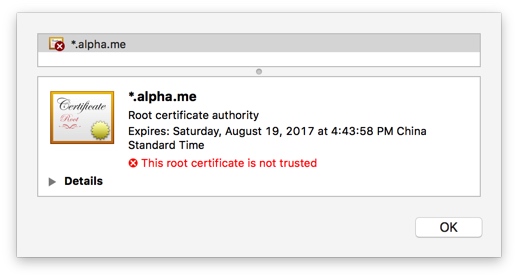 *.alpha.me
*.alpha.me
Certificate
Root
Root certificate authority
Expires: Saturday, August 19, 2017 at 4:43:58 PM China
Standard Time
This root certificate is not trusted
Details
OK